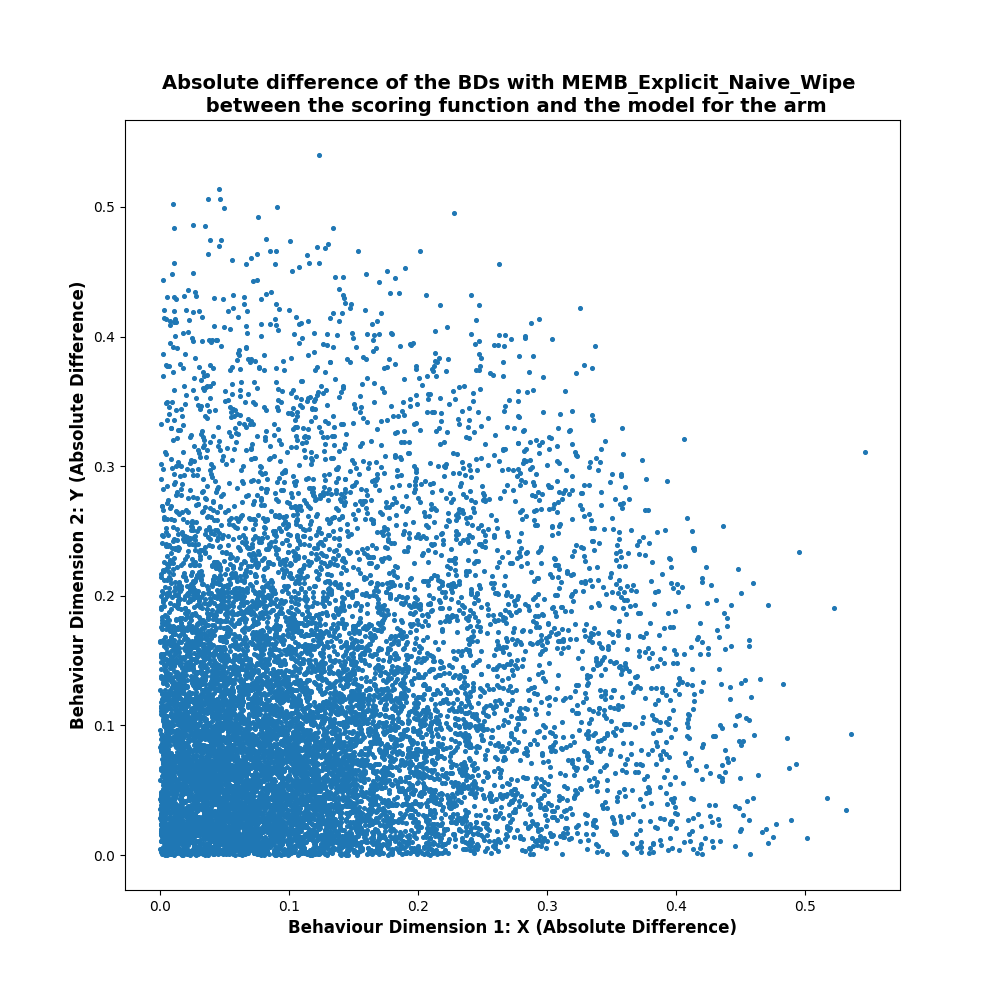 Absolute difference of the BDs with MEMB_Explicit_Naive_Wipe
between the scoring function and the model for the arm
Behaviour Dimension 2: Y (Absolute Difference)
0.5
0.4
0.3
0.2
0.1
0.0
0.0 0.1 0.2 0.3 0.4 0.5
Behaviour Dimension 1: X (Absolute Difference)